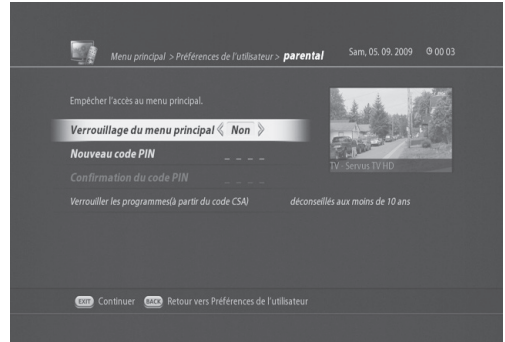 Menu principal > Préférences de l'utilisateur > parental Sam, 05. 09. 2009 00 03
Empêcher l'accès au menu principal.
Verrouillage du menu principal Non
Nouveau code PIN _ _ _ _
Confirmation du code PIN _ _ _ _
TV - Servus TV HD
Verrouiller les programmes(à partir du code CSA) déconseillés aux moins de 10 ans
EXIT Continuer BACK Retour vers Préférences de l'utilisateur